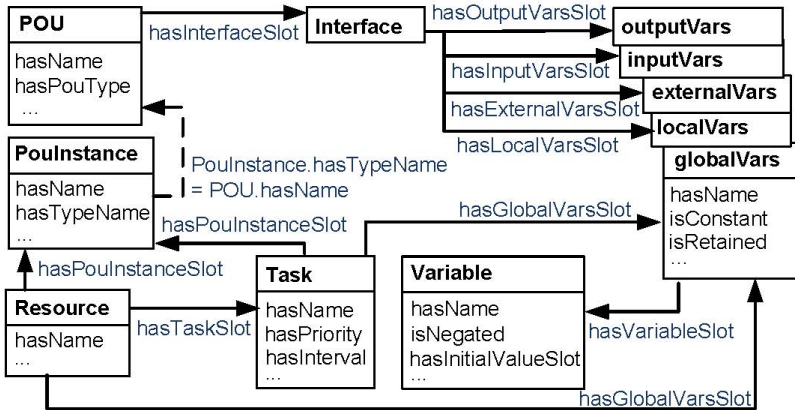 POU
hasName
hasPouType
...
hasInterfaceSlot
Interface
hasOutputVarsSlot
outputVars
hasInputVarsSlot
inputVars
hasExternalVarsSlot
externalVars
hasLocalVarsSlot
localVars
globalVars
hasName
isConstant
isRetained
...
PouInstance
hasName
hasTypeName
...
PouInstance.hasTypeName
= POU.hasName
hasPouInstanceSlot
hasGlobalVarsSlot
hasPouInstanceSlot
Resource
hasName
...
hasTaskSlot
Task
hasName
hasPriority
hasInterval
...
Variable
hasName
isNegated
hasInitialValueSlot
...
hasVariableSlot
hasGlobalVarsSlot